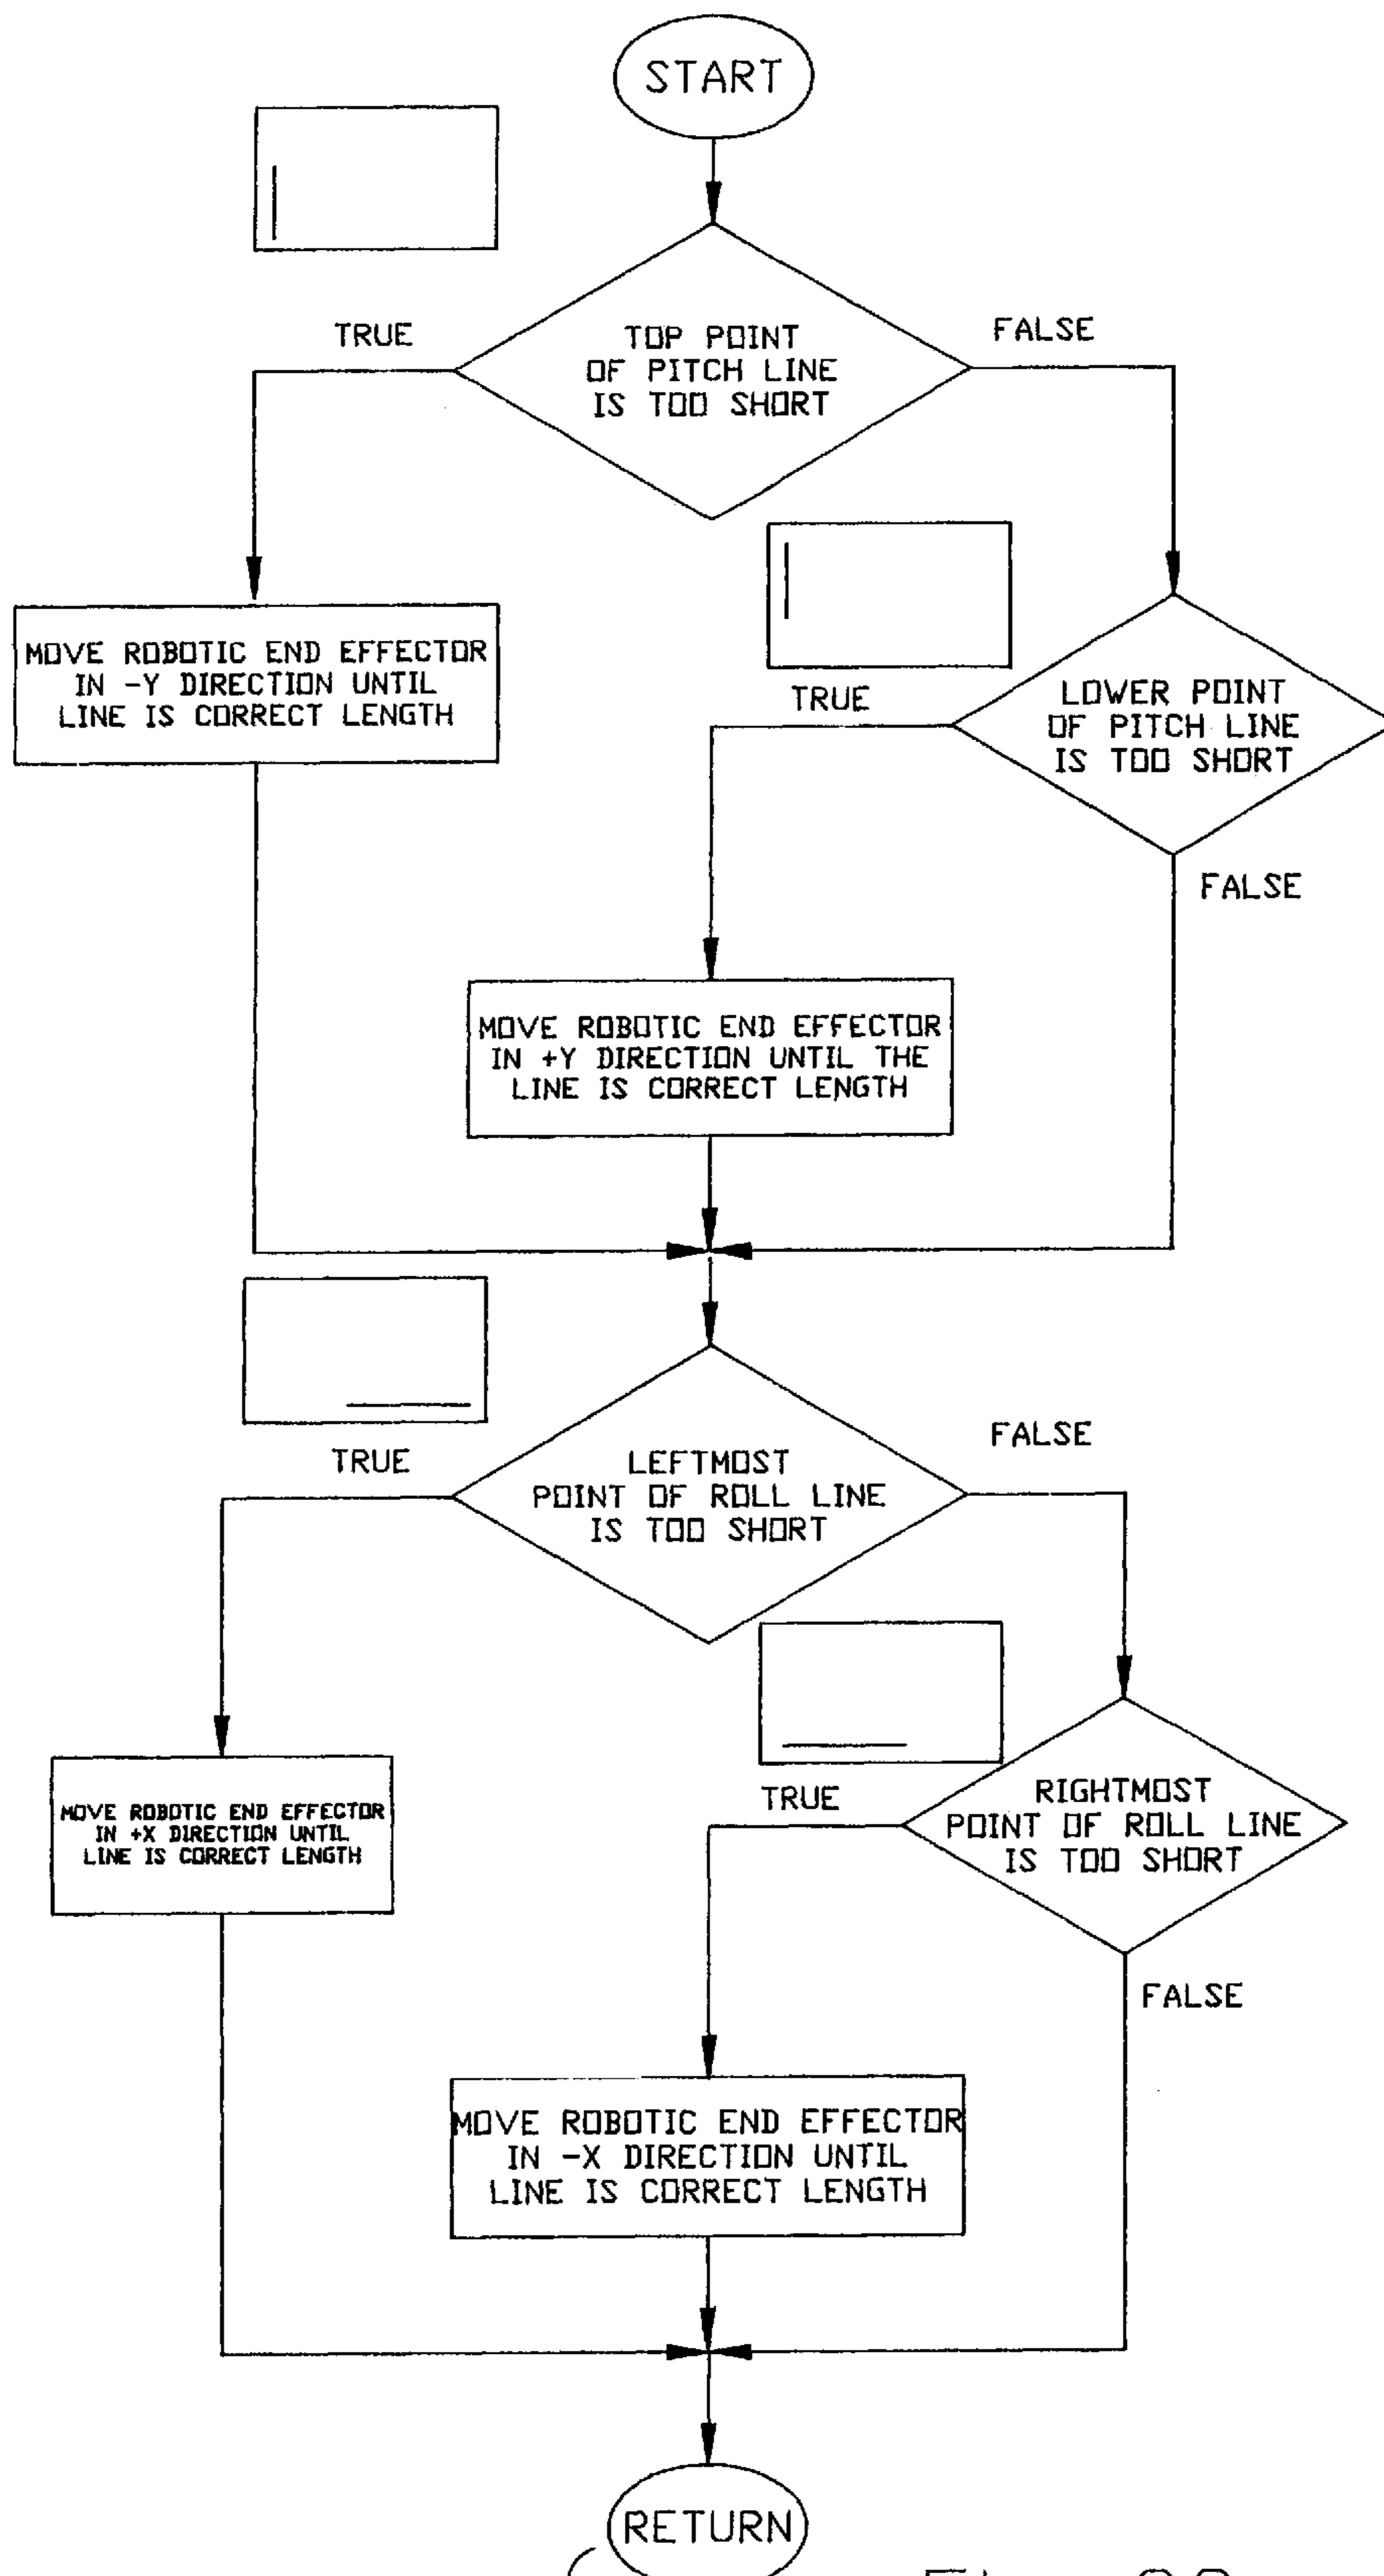 START
TRUE
TOP POINT
OF PITCH LINE
IS TOO SHORT
FALSE
MOVE ROBOTIC END EFFECTOR
IN -Y DIRECTION UNTIL
LINE IS CORRECT LENGTH
TRUE
LOWER POINT
OF PITCH LINE
IS TOO SHORT
FALSE
MOVE ROBOTIC END EFFECTOR
IN +Y DIRECTION UNTIL THE
LINE IS CORRECT LENGTH
TRUE
LEFTMOST
POINT OF ROLL LINE
IS TOO SHORT
FALSE
MOVE ROBOTIC END EFFECTOR
IN +X DIRECTION UNTIL
LINE IS CORRECT LENGTH
TRUE
RIGHTMOST
POINT OF ROLL LINE
IS TOO SHORT
FALSE
MOVE ROBOTIC END EFFECTOR
IN -X DIRECTION UNTIL
LINE IS CORRECT LENGTH
RETURN